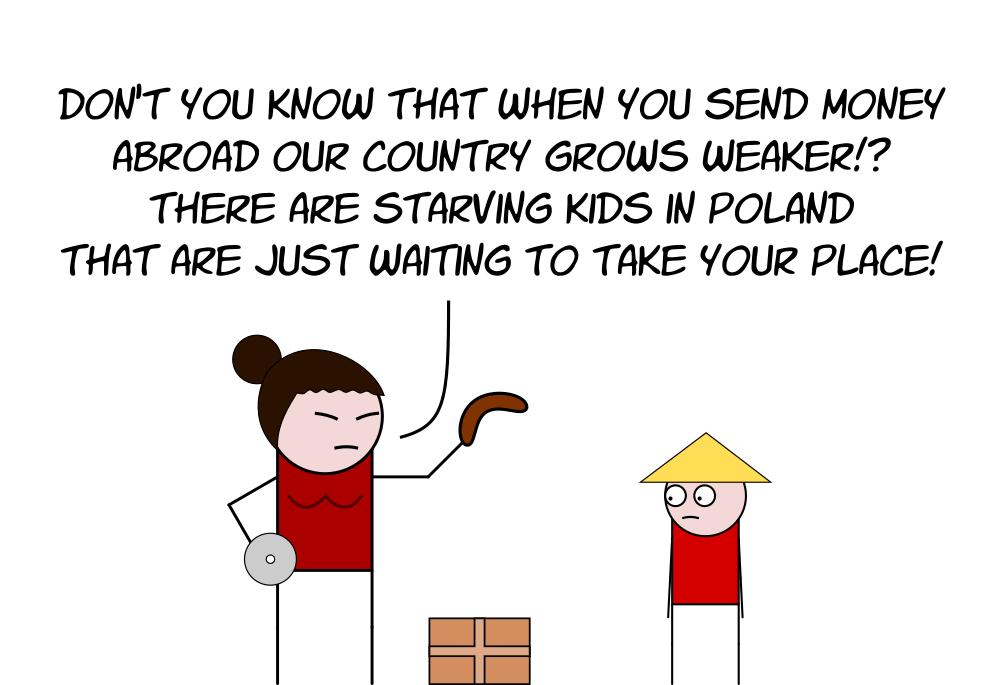 DON'T YOU KNOW THAT WHEN YOU SEND MONEY
ABROAD OUR COUNTRY GROWS WEAKER!?
THERE ARE STARVING KIDS IN POLAND
THAT ARE JUST WAITING TO TAKE YOUR PLACE!